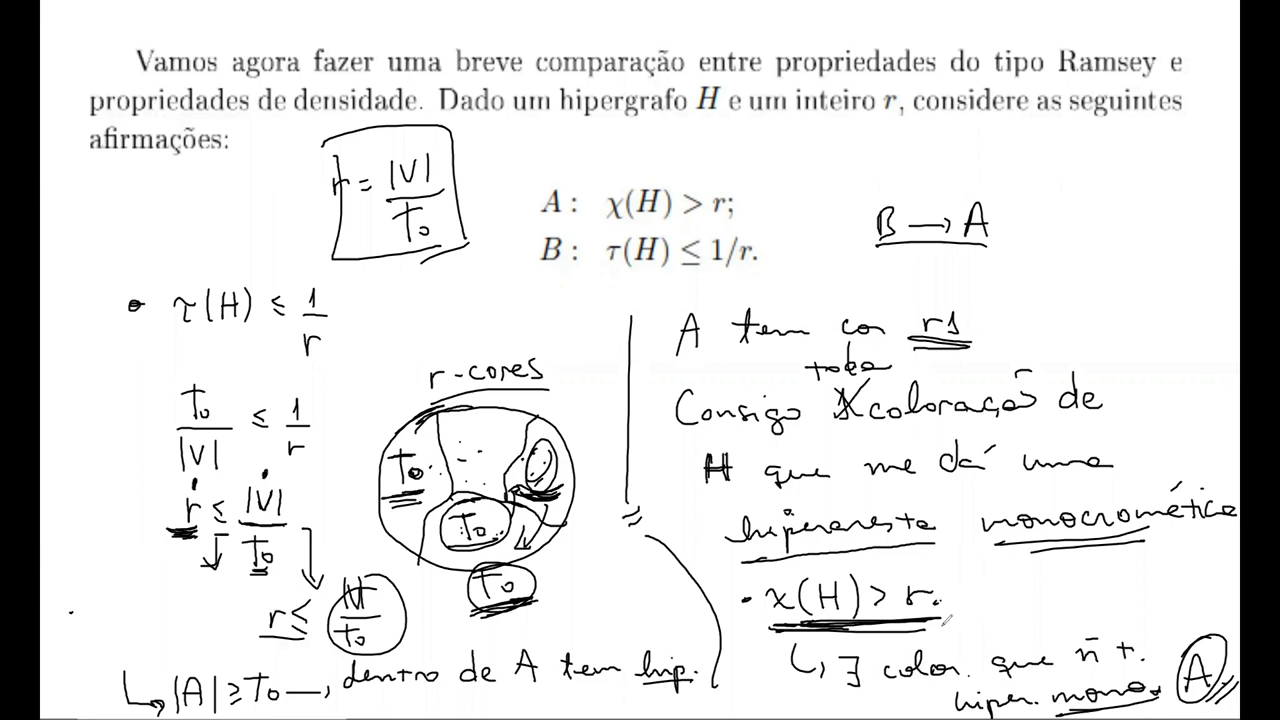 Vamos agora fazer uma breve comparação entre propriedades do tipo Ramsey e
propriedades de densidade. Dado um hipergrafo H e um inteiro r, considere as seguintes
afirmações:
r = |V| / T₀
A : χ(H) > r;
B : τ(H) ≤ 1/r.
B → A
• τ(H) ≤ 1/r
T₀/|V| ≤ 1/r
r ≤ |V|/T₀
r ≤ |V|/T₀
↳ |A| ≥ T₀ →, dentro de A tem hip.
r-cores
T₀
T₀
T₀
A tem cor r1
toda
Consigo coloração de
H que me dá uma
hiperaresta monocromética
• χ(H) > r.
↳ ∃ color. que ñ t.
hiper. mono.
A